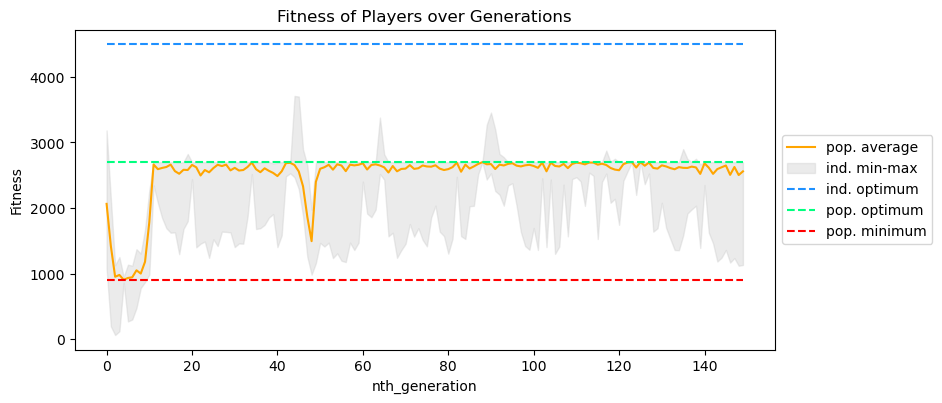 Fitness of Players over Generations
Fitness
4000
3000
2000
1000
0
0 20 40 60 80 100 120 140
nth_generation
pop. average
ind. min-max
ind. optimum
pop. optimum
pop. minimum